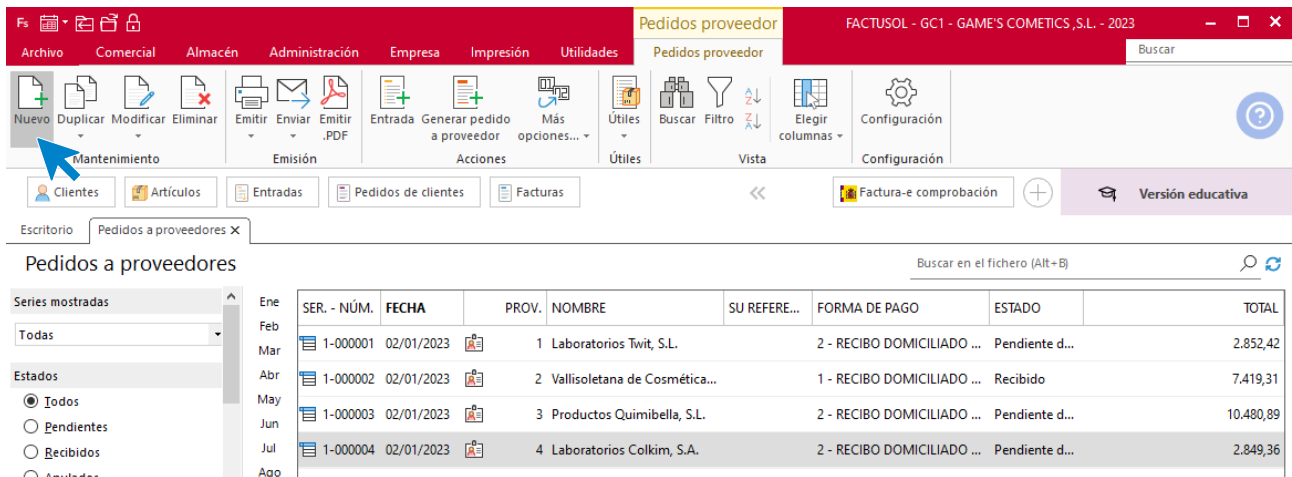 Fs
Pedidos proveedor
FACTUSOL - GC1 - GAME'S COMETICS ,S.L. - 2023
Archivo Comercial Almacén Administración Empresa Impresión Utilidades Pedidos proveedor Buscar
Nuevo Duplicar Modificar Eliminar Emitir Enviar Emitir .PDF Entrada Generar pedido a proveedor Más opciones... Útiles Buscar Filtro Elegir columnas Configuración
Mantenimiento Emisión Acciones Útiles Vista Configuración
Clientes Artículos Entradas Pedidos de clientes Facturas Factura-e comprobación Versión educativa
Escritorio Pedidos a proveedores
Pedidos a proveedores
Buscar en el fichero (Alt+B)
Series mostradas
Todas
Estados
Todos
Pendientes
Recibidos
Anulados
Ene
Feb
Mar
Abr
May
Jun
Jul
Ago
SER. - NÚM. FECHA PROV. NOMBRE SU REFERE... FORMA DE PAGO ESTADO TOTAL
1-000001 02/01/2023 1 Laboratorios Twit, S.L. 2 - RECIBO DOMICILIADO ... Pendiente d... 2.852,42
1-000002 02/01/2023 2 Vallisoletana de Cosmética... 1 - RECIBO DOMICILIADO ... Recibido 7.419,31
1-000003 02/01/2023 3 Productos Quimibella, S.L. 2 - RECIBO DOMICILIADO ... Pendiente d... 10.480,89
1-000004 02/01/2023 4 Laboratorios Colkim, S.A. 2 - RECIBO DOMICILIADO ... Pendiente d... 2.849,36